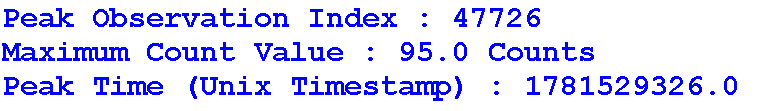 Peak Observation Index : 47726
Maximum Count Value : 95.0 Counts
Peak Time (Unix Timestamp) : 1781529326.0